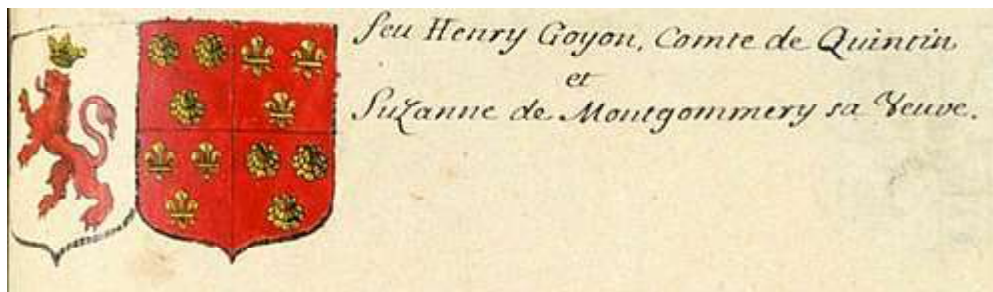 feu Henry Goyon, Comte de Quintin
et
Suzanne de Montgommery sa Veuve.